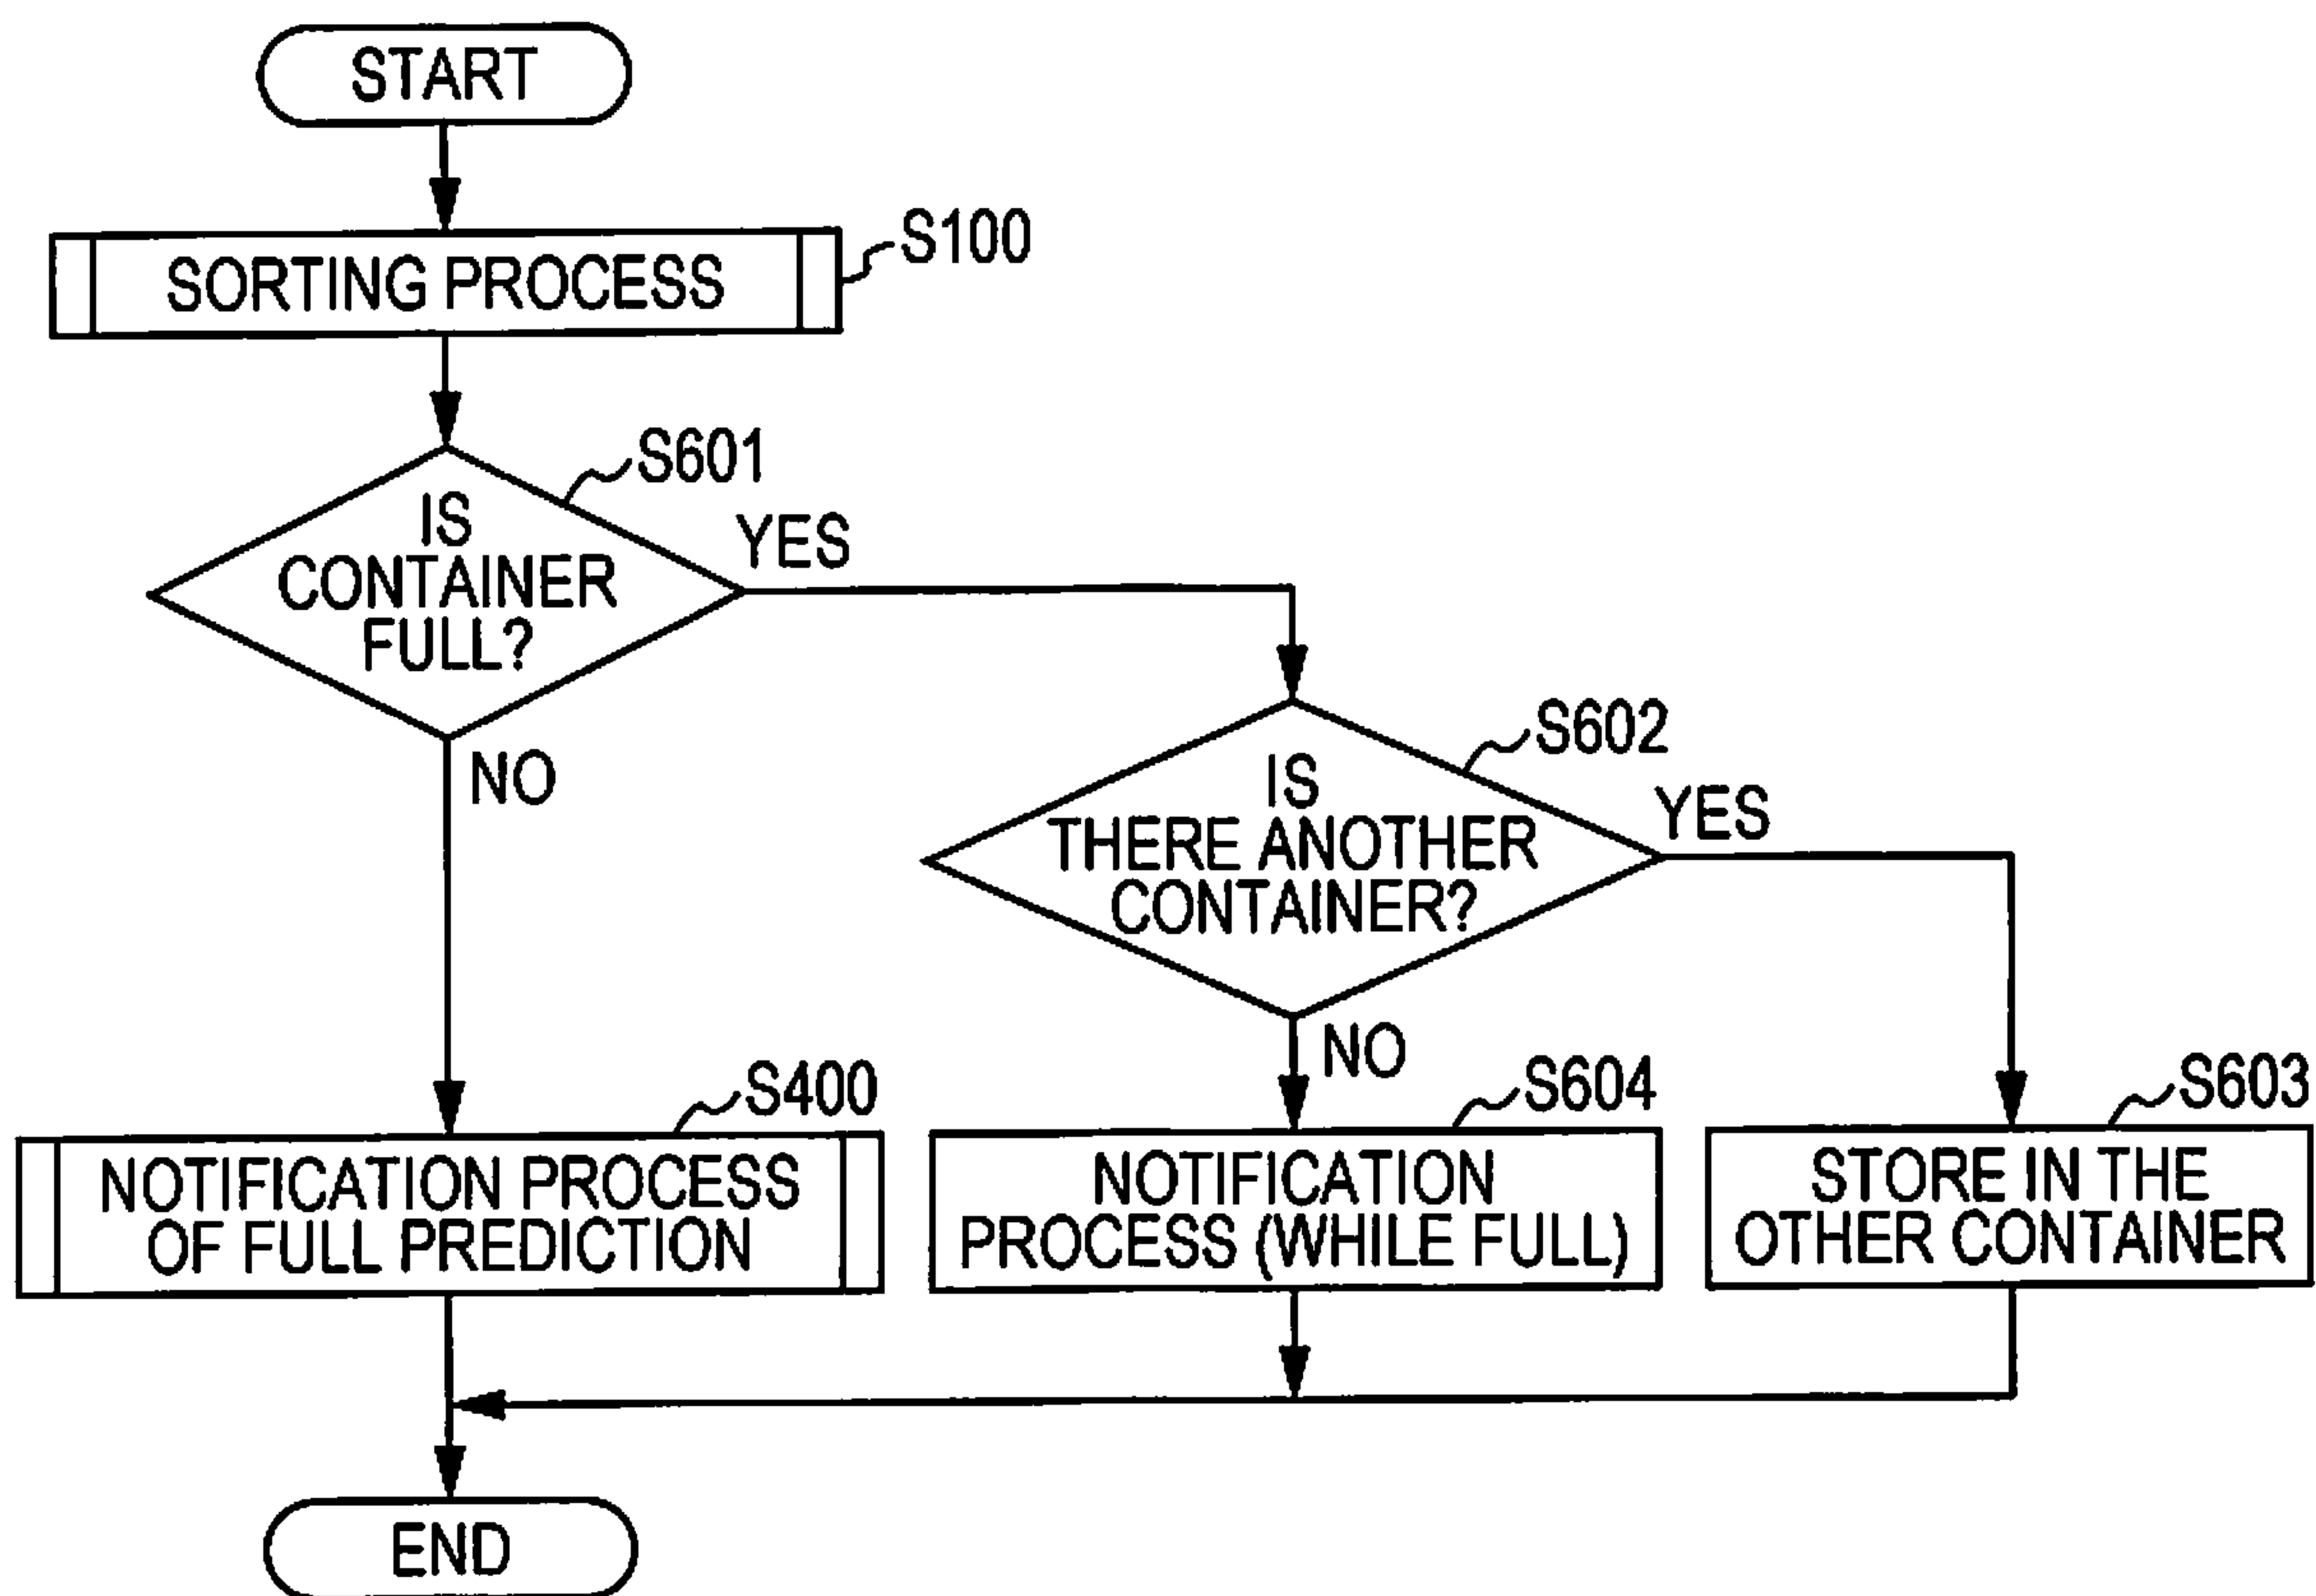 START
SORTING PROCESS
S100
IS
CONTAINER
FULL?
S601
YES
NO
IS
THERE ANOTHER
CONTAINER?
S602
YES
NO
NOTIFICATION PROCESS
OF FULL PREDICTION
S400
NOTIFICATION
PROCESS (WHILE FULL)
S604
STORE IN THE
OTHER CONTAINER
S603
END